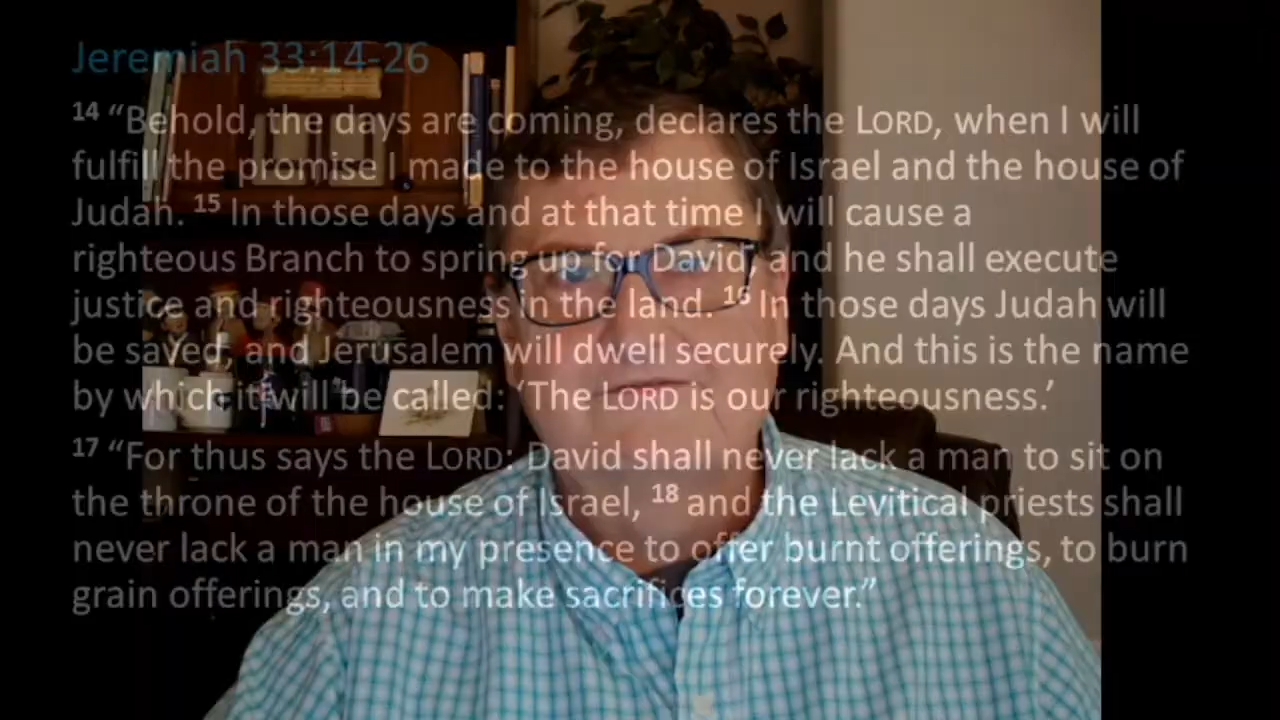 Jeremiah 33:14-26
14 “Behold, the days are coming, declares the LORD, when I will
fulfill the promise I made to the house of Israel and the house of
Judah. 15 In those days and at that time I will cause a
righteous Branch to spring up for David, and he shall execute
justice and righteousness in the land. 16 In those days Judah will
be saved, and Jerusalem will dwell securely. And this is the name
by which it will be called: ‘The LORD is our righteousness.’
17 “For thus says the LORD: David shall never lack a man to sit on
the throne of the house of Israel, 18 and the Levitical priests shall
never lack a man in my presence to offer burnt offerings, to burn
grain offerings, and to make sacrifices forever.”